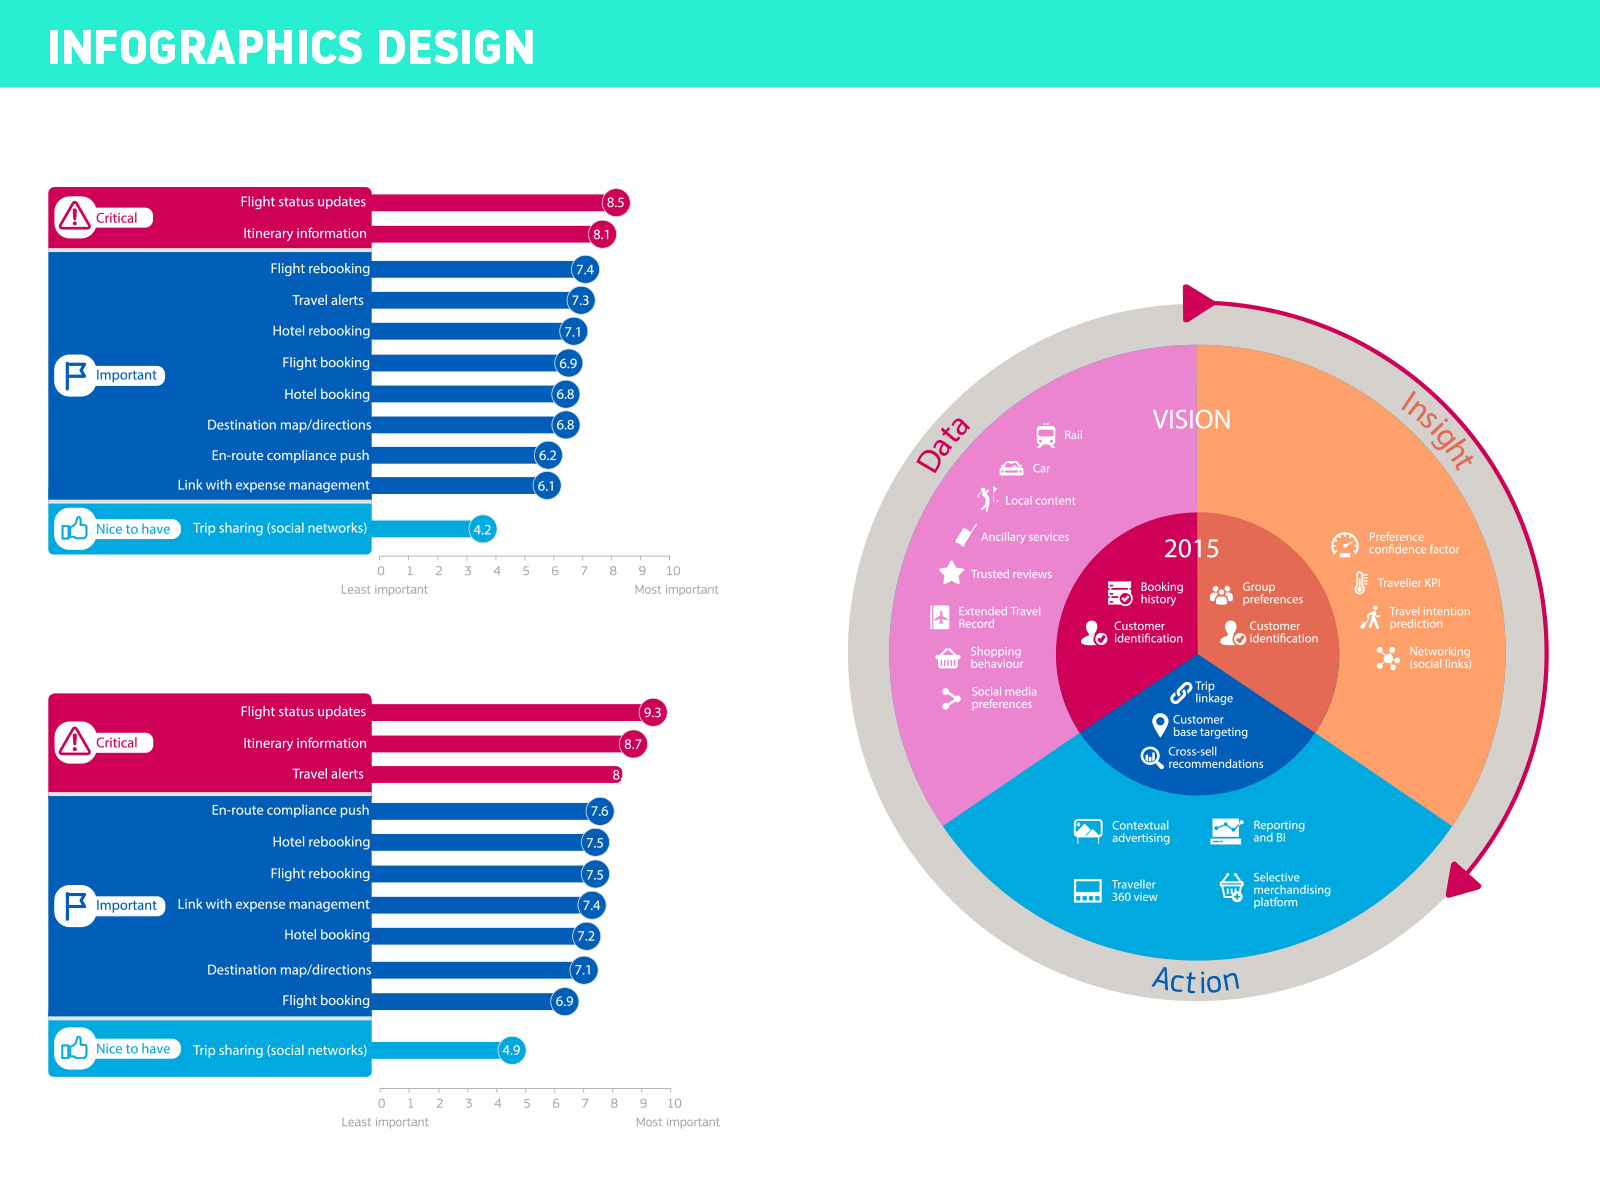 INFOGRAPHICS DESIGN
Critical
Flight status updates 8.5
Itinerary information 8.1
Important
Flight rebooking 7.4
Travel alerts 7.3
Hotel rebooking 7.1
Flight booking 6.9
Hotel booking 6.8
Destination map/directions 6.8
En-route compliance push 6.2
Link with expense management 6.1
Nice to have
Trip sharing (social networks) 4.2
0 1 2 3 4 5 6 7 8 9 10
Least important Most important
Critical
Flight status updates 9.3
Itinerary information 8.7
Travel alerts 8.
Important
En-route compliance push 7.6
Hotel rebooking 7.5
Flight rebooking 7.5
Link with expense management 7.4
Hotel booking 7.2
Destination map/directions 7.1
Flight booking 6.9
Nice to have
Trip sharing (social networks) 4.9
0 1 2 3 4 5 6 7 8 9 10
Least important Most important
Data
Insight
Action
VISION
Rail
Car
Local content
Ancillary services
Trusted reviews
Extended Travel
Record
Shopping
behaviour
Social media
preferences
2015
Booking
history
Customer
identification
Group
preferences
Customer
identification
Trip
linkage
Customer
base targeting
Cross-sell
recommendations
Preference
confidence factor
Traveller KPI
Travel intention
prediction
Networking
(social links)
Contextual
advertising
Reporting
and BI
Traveller
360 view
Selective
merchandising
platform